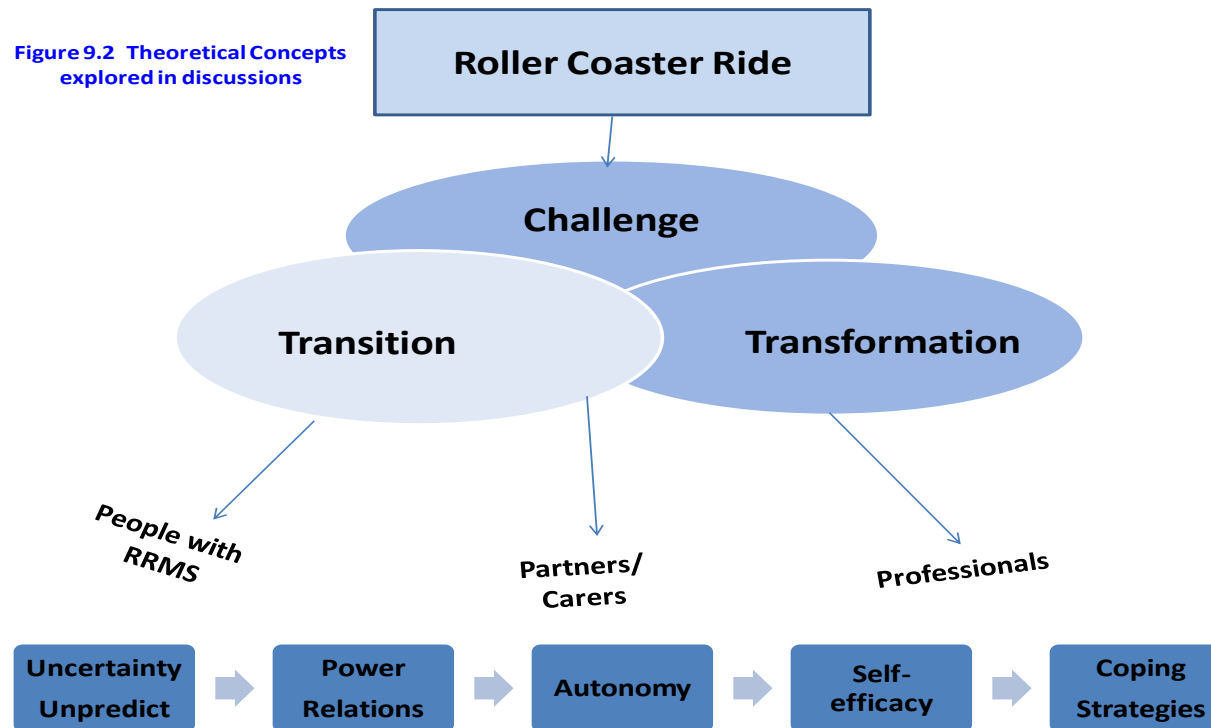 Figure 9.2 Theoretical Concepts
explored in discussions
Roller Coaster Ride
Challenge
Transition
Transformation
People with
RRMS
Partners/
Carers
Professionals
Uncertainty
Unpredict
Power
Relations
Autonomy
Self-
efficacy
Coping
Strategies